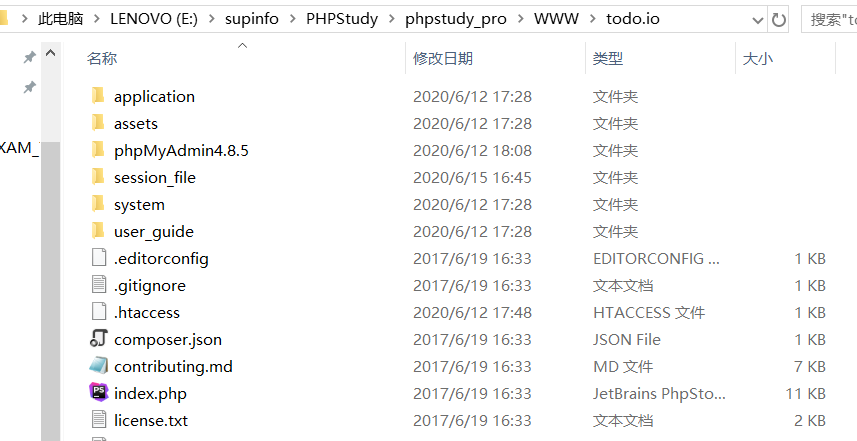 此电脑 > LENOVO (E:) > supinfo > PHPStudy > phpstudy_pro > WWW > todo.io 搜索"to
名称 修改日期 类型 大小
application 2020/6/12 17:28 文件夹
assets 2020/6/12 17:28 文件夹
XAM_ phpMyAdmin4.8.5 2020/6/12 18:08 文件夹
session_file 2020/6/15 16:45 文件夹
system 2020/6/12 17:28 文件夹
user_guide 2020/6/12 17:28 文件夹
.editorconfig 2017/6/19 16:33 EDITORCONFIG ... 1 KB
.gitignore 2017/6/19 16:33 文本文档 1 KB
.htaccess 2020/6/12 17:48 HTACCESS 文件 1 KB
composer.json 2017/6/19 16:33 JSON File 1 KB
contributing.md 2017/6/19 16:33 MD 文件 7 KB
index.php 2017/6/19 16:33 JetBrains PhpSto... 11 KB
license.txt 2017/6/19 16:33 文本文档 2 KB